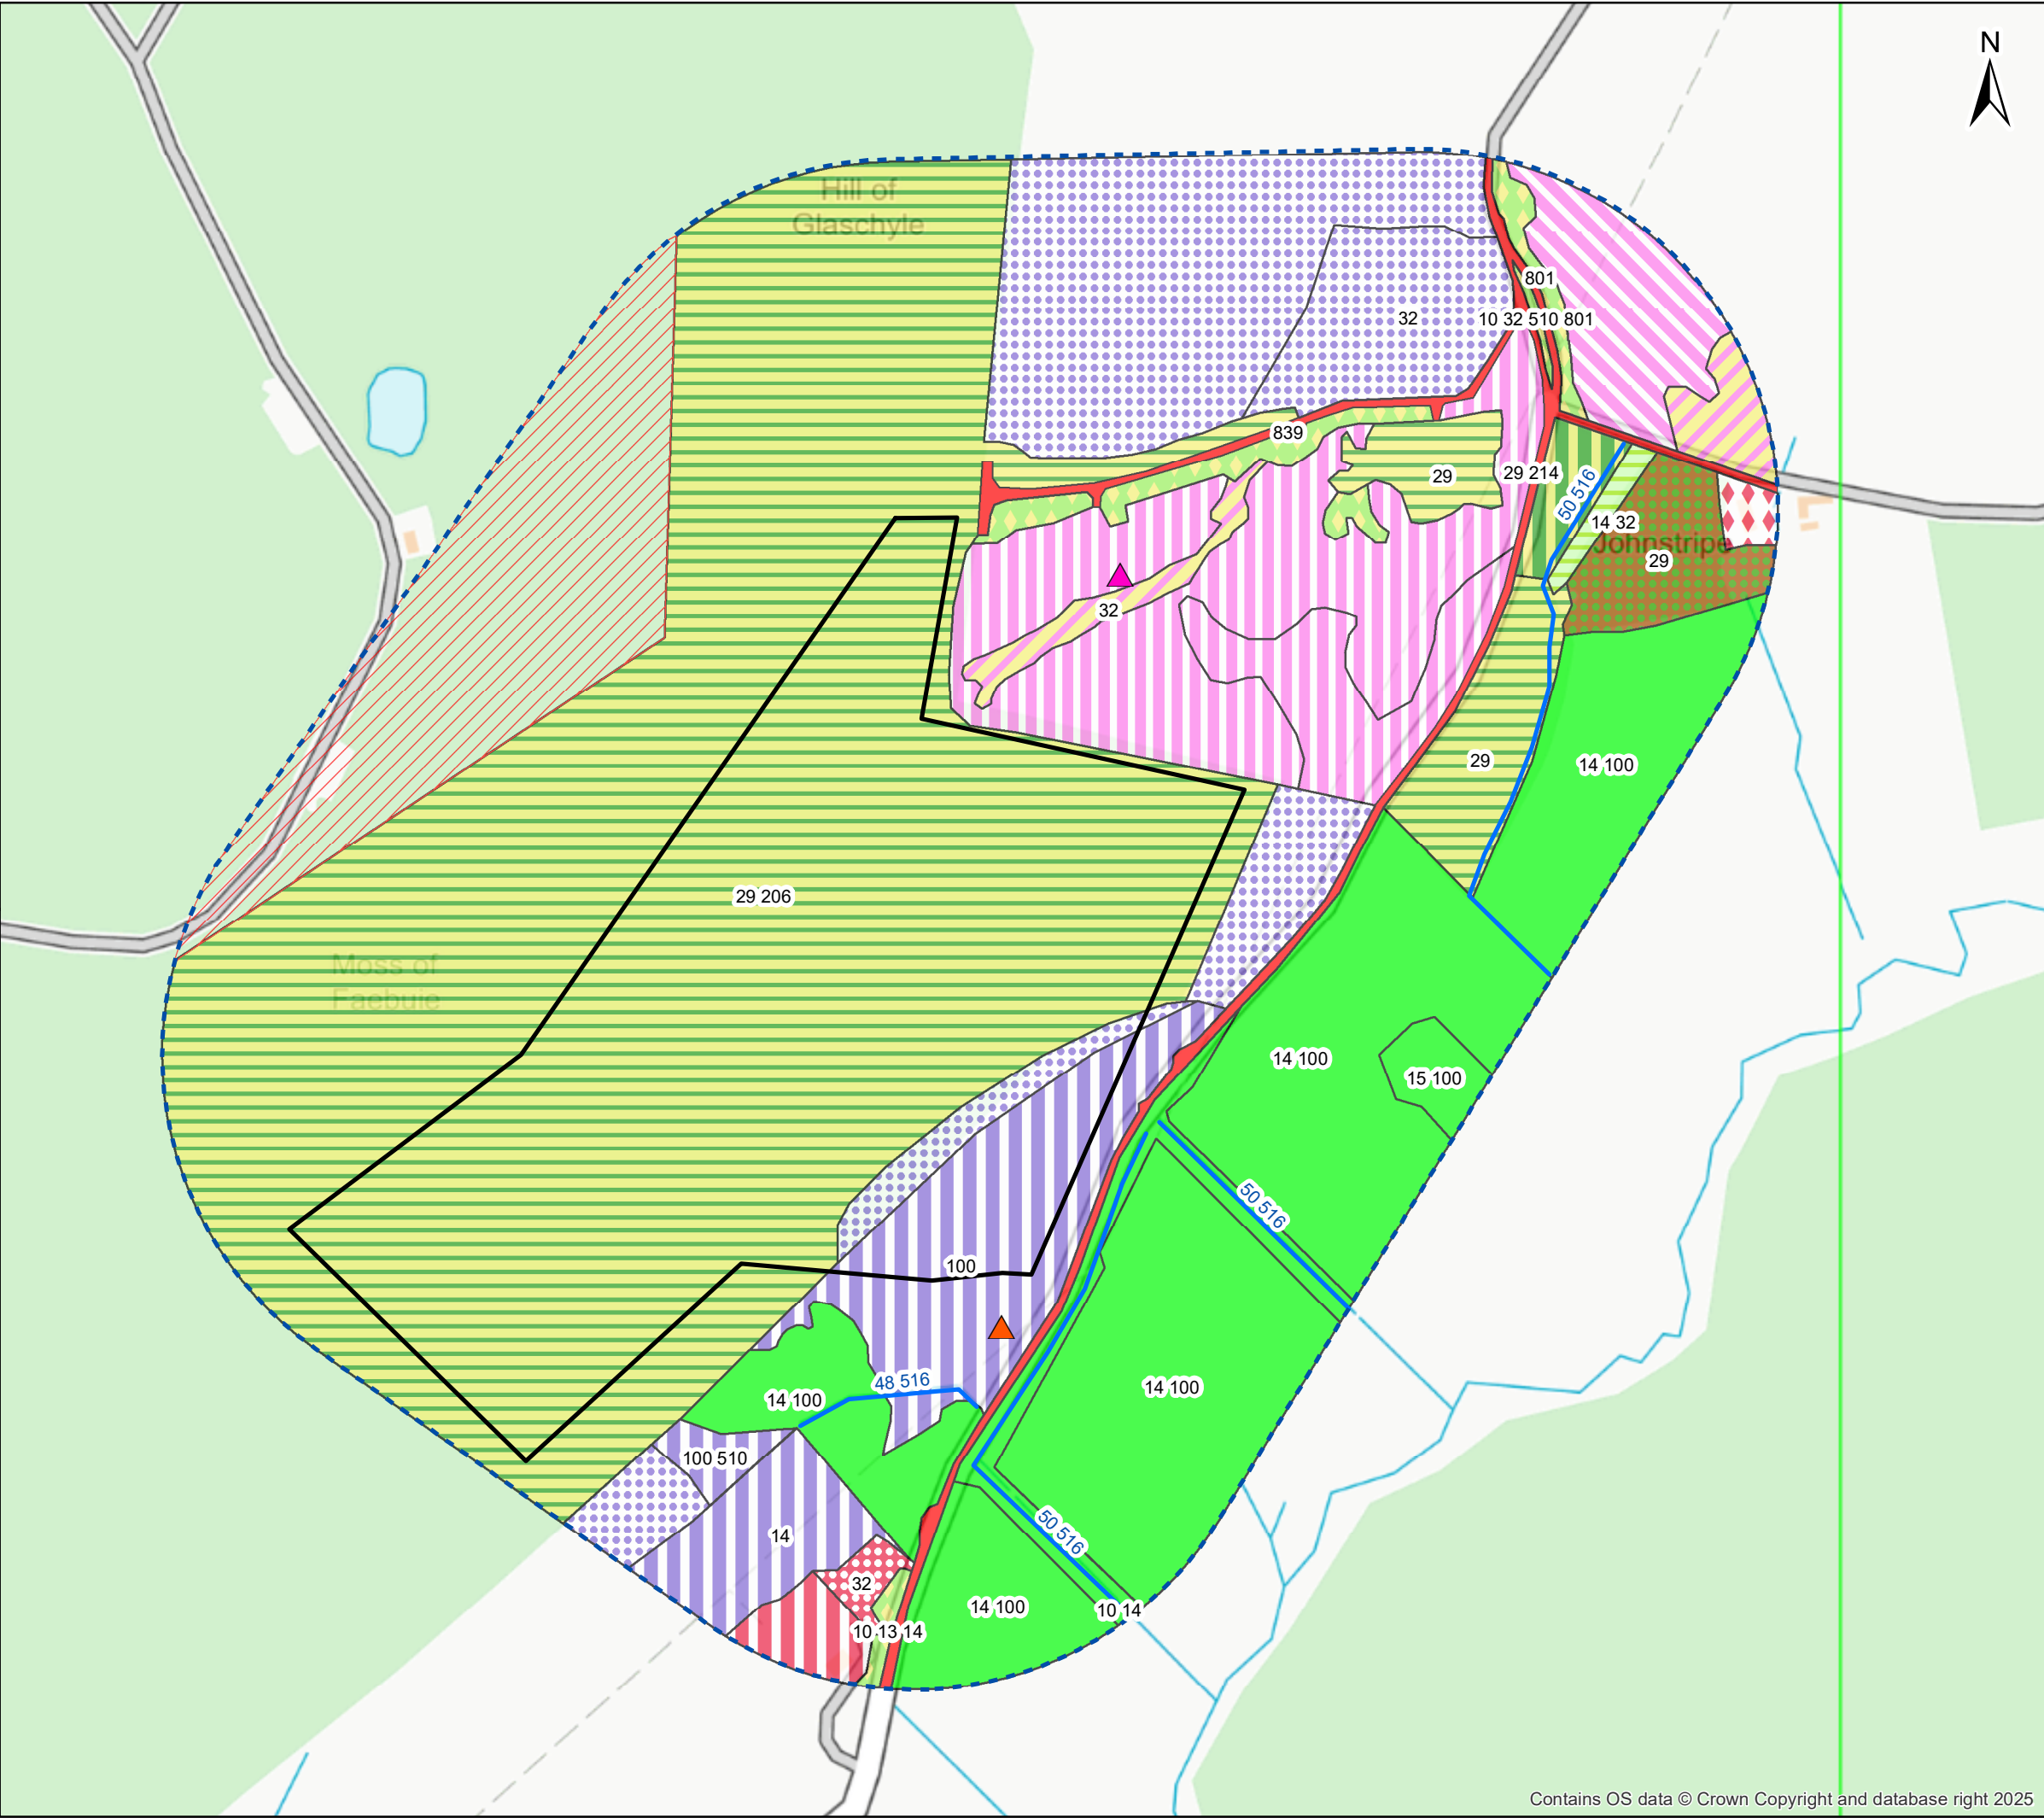 N
Hill of
Glaschyle
801
32
10 32 510 801
839
29
29 214
50 516
14 32
Johnstripe
29
32
29
14 100
29 206
Moss of
Faebuie
14 100
15 100
50 516
100
48 516
14 100
14 100
100 510
14
50 516
32
14 100
10 14
10 13 14
Contains OS data © Crown Copyright and database right 2025